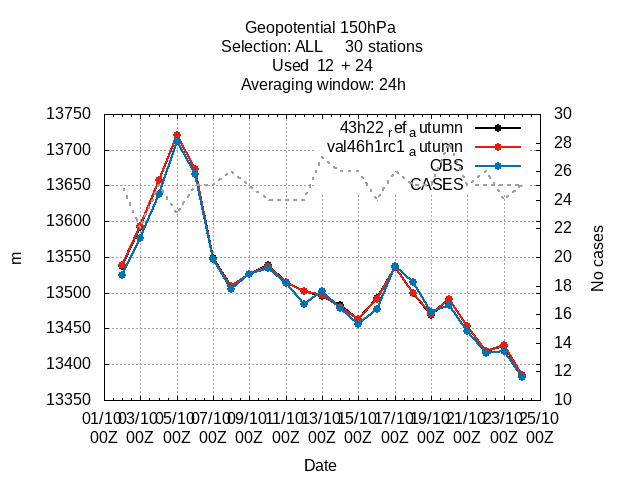 Geopotential 150hPa
Selection: ALL 30 stations
Used 12 + 24
Averaging window: 24h
13750
13700
13650
13600
13550
13500
13450
13400
13350
30
28
26
24
22
20
18
16
14
12
10
43h22 refa utumn
val46h1rc1 a utumn
OBS
CASES
m
No cases
01/10 03/10 05/10 07/10 09/10 11/10 13/10 15/10 17/10 19/10 21/10 23/10 25/10
00Z 00Z 00Z 00Z 00Z 00Z 00Z 00Z 00Z 00Z 00Z 00Z 00Z
Date